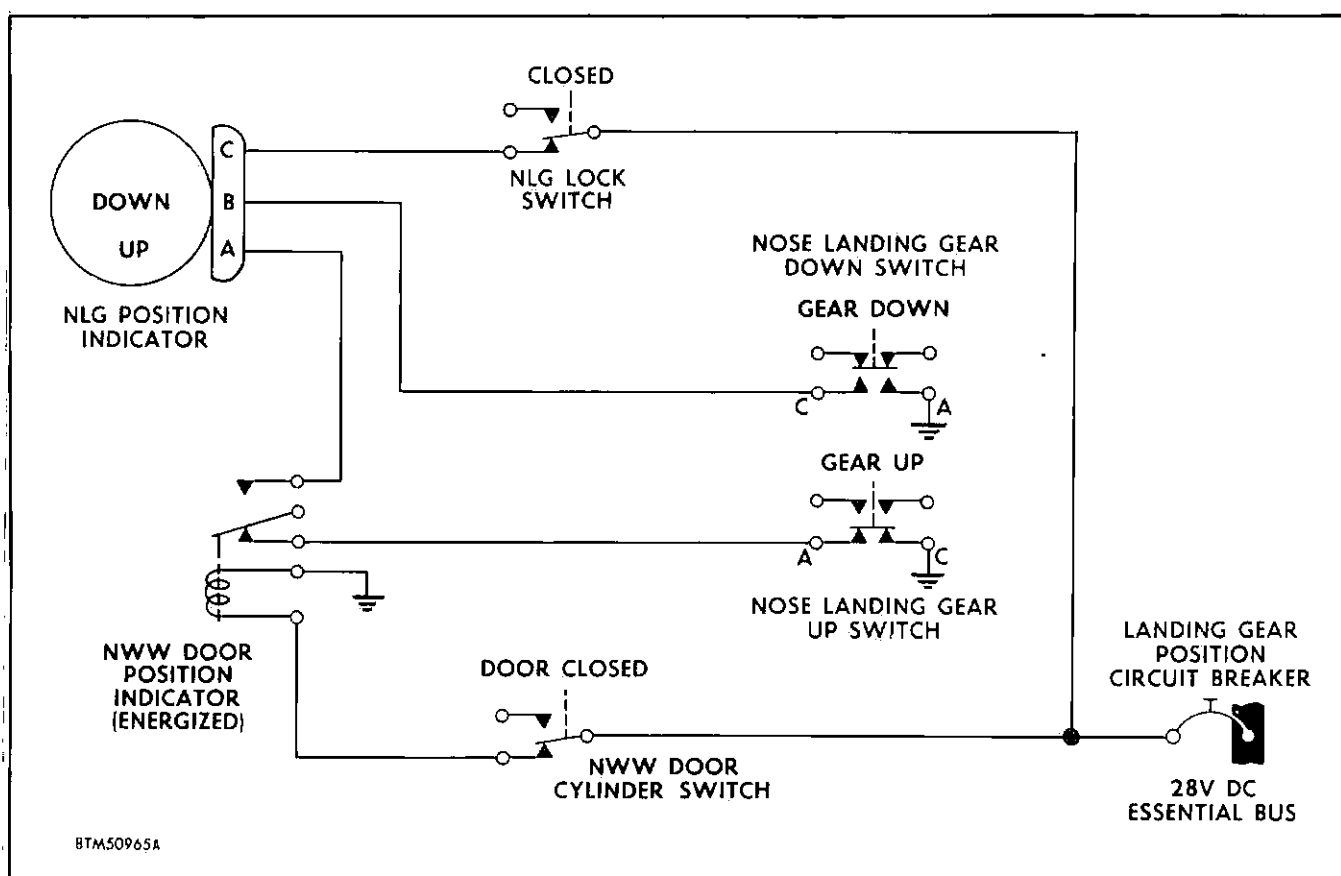 CLOSED
C
DOWN
B
UP
A
NLG POSITION
INDICATOR
NLG LOCK
SWITCH
NOSE LANDING GEAR
DOWN SWITCH
GEAR DOWN
C
A
GEAR UP
A
C
NOSE LANDING GEAR
UP SWITCH
NWW DOOR
POSITION
INDICATOR
(ENERGIZED)
DOOR CLOSED
NWW DOOR
CYLINDER SWITCH
LANDING GEAR
POSITION
CIRCUIT BREAKER
28V DC
ESSENTIAL BUS
BTM50965A